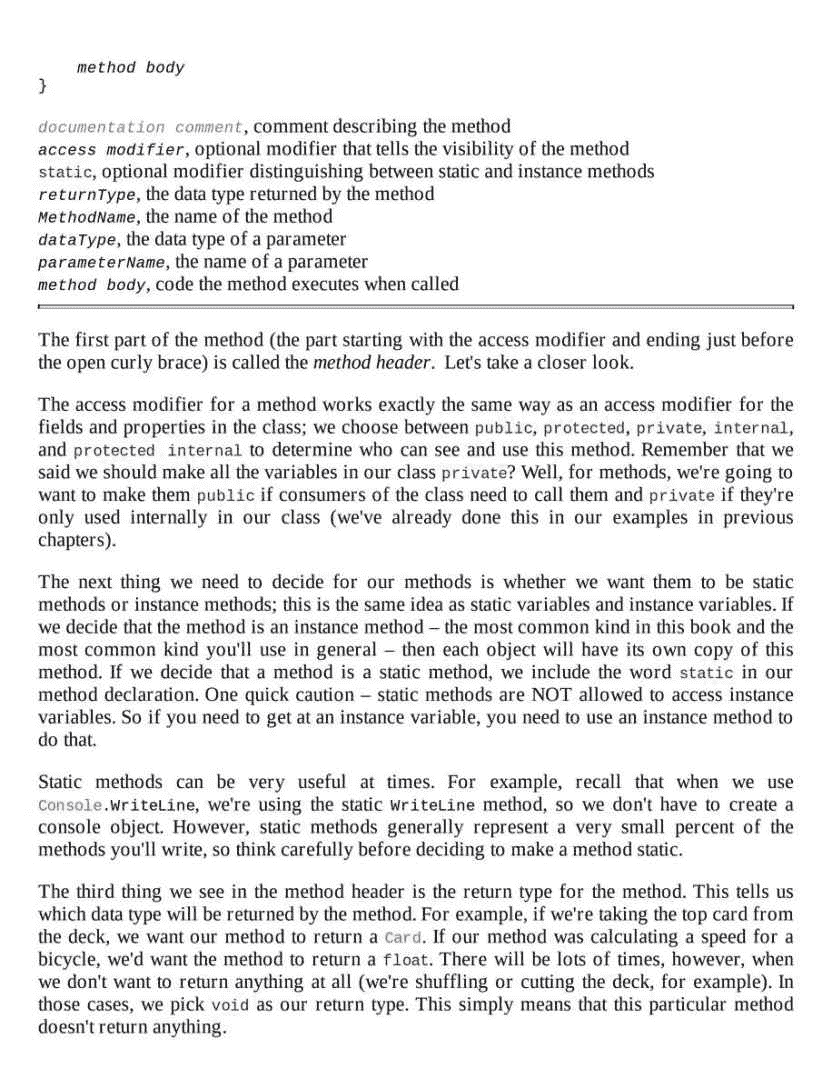 method body
}
documentation comment, comment describing the method
access modifier, optional modifier that tells the visibility of the method
static, optional modifier distinguishing between static and instance methods
returnType, the data type returned by the method
MethodName, the name of the method
dataType, the data type of a parameter
parameterName, the name of a parameter
method body, code the method executes when called
The first part of the method (the part starting with the access modifier and ending just before
the open curly brace) is called the method header.  Let's take a closer look.
The access modifier for a method works exactly the same way as an access modifier for the
fields and properties in the class; we choose between public, protected, private, internal,
and protected internal to determine who can see and use this method. Remember that we
said we should make all the variables in our class private? Well, for methods, we're going to
want to make them public if consumers of the class need to call them and private if they're
only used internally in our class (we've already done this in our examples in previous
chapters).
The next thing we need to decide for our methods is whether we want them to be static
methods or instance methods; this is the same idea as static variables and instance variables. If
we decide that the method is an instance method – the most common kind in this book and the
most common kind you'll use in general – then each object will have its own copy of this
method. If we decide that a method is a static method, we include the word static in our
method declaration. One quick caution – static methods are NOT allowed to access instance
variables. So if you need to get at an instance variable, you need to use an instance method to
do that.
Static methods can be very useful at times. For example, recall that when we use
Console.WriteLine, we're using the static WriteLine method, so we don't have to create a
console object. However, static methods generally represent a very small percent of the
methods you'll write, so think carefully before deciding to make a method static.
The third thing we see in the method header is the return type for the method. This tells us
which data type will be returned by the method. For example, if we're taking the top card from
the deck, we want our method to return a Card. If our method was calculating a speed for a
bicycle, we'd want the method to return a float. There will be lots of times, however, when
we don't want to return anything at all (we're shuffling or cutting the deck, for example). In
those cases, we pick void as our return type. This simply means that this particular method
doesn't return anything.